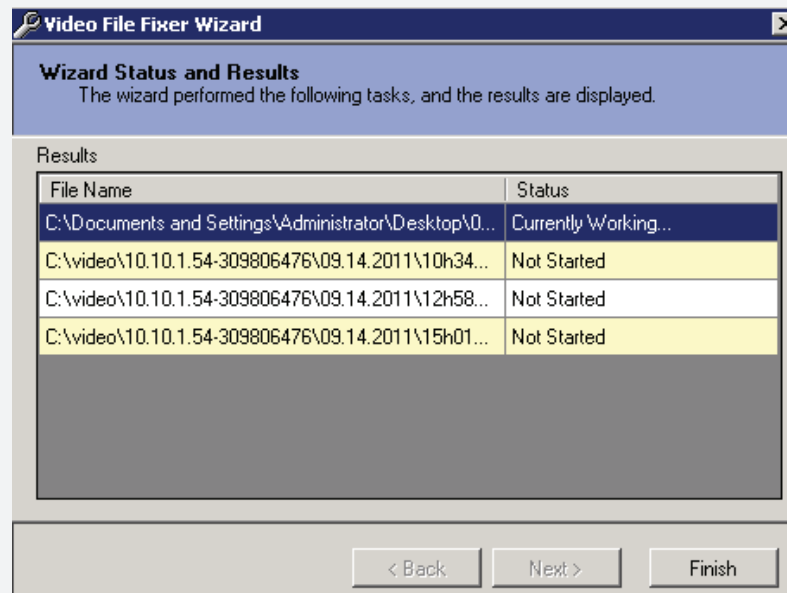 Video File Fixer Wizard
Wizard Status and Results
The wizard performed the following tasks, and the results are displayed.
Results
File Name Status
C:\Documents and Settings\Administrator\Desktop\0... Currently Working...
C:\video\10.10.1.54-309806476\09.14.2011\10h34... Not Started
C:\video\10.10.1.54-309806476\09.14.2011\12h58... Not Started
C:\video\10.10.1.54-309806476\09.14.2011\15h01... Not Started
< Back Next > Finish